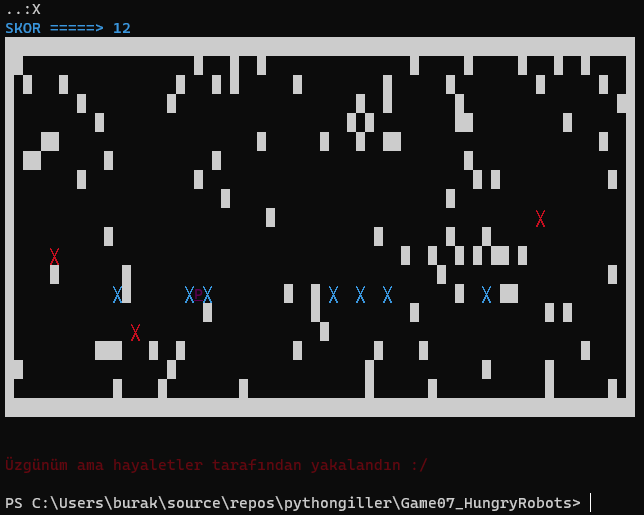 ..:X
SKOR =====> 12
X
X
X X P X X X X X
X
Üzgünüm ama hayaletler tarafından yakalandın :/
PS C:\Users\burak\source\repos\pythongiller\Game07_HungryRobots>